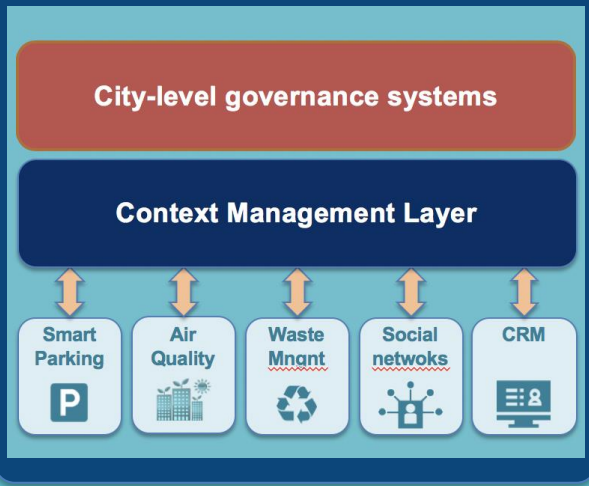 City-level governance systems
Context Management Layer
Smart
Parking
P
Air
Quality
Waste
Mngnt
Social
netwoks
CRM